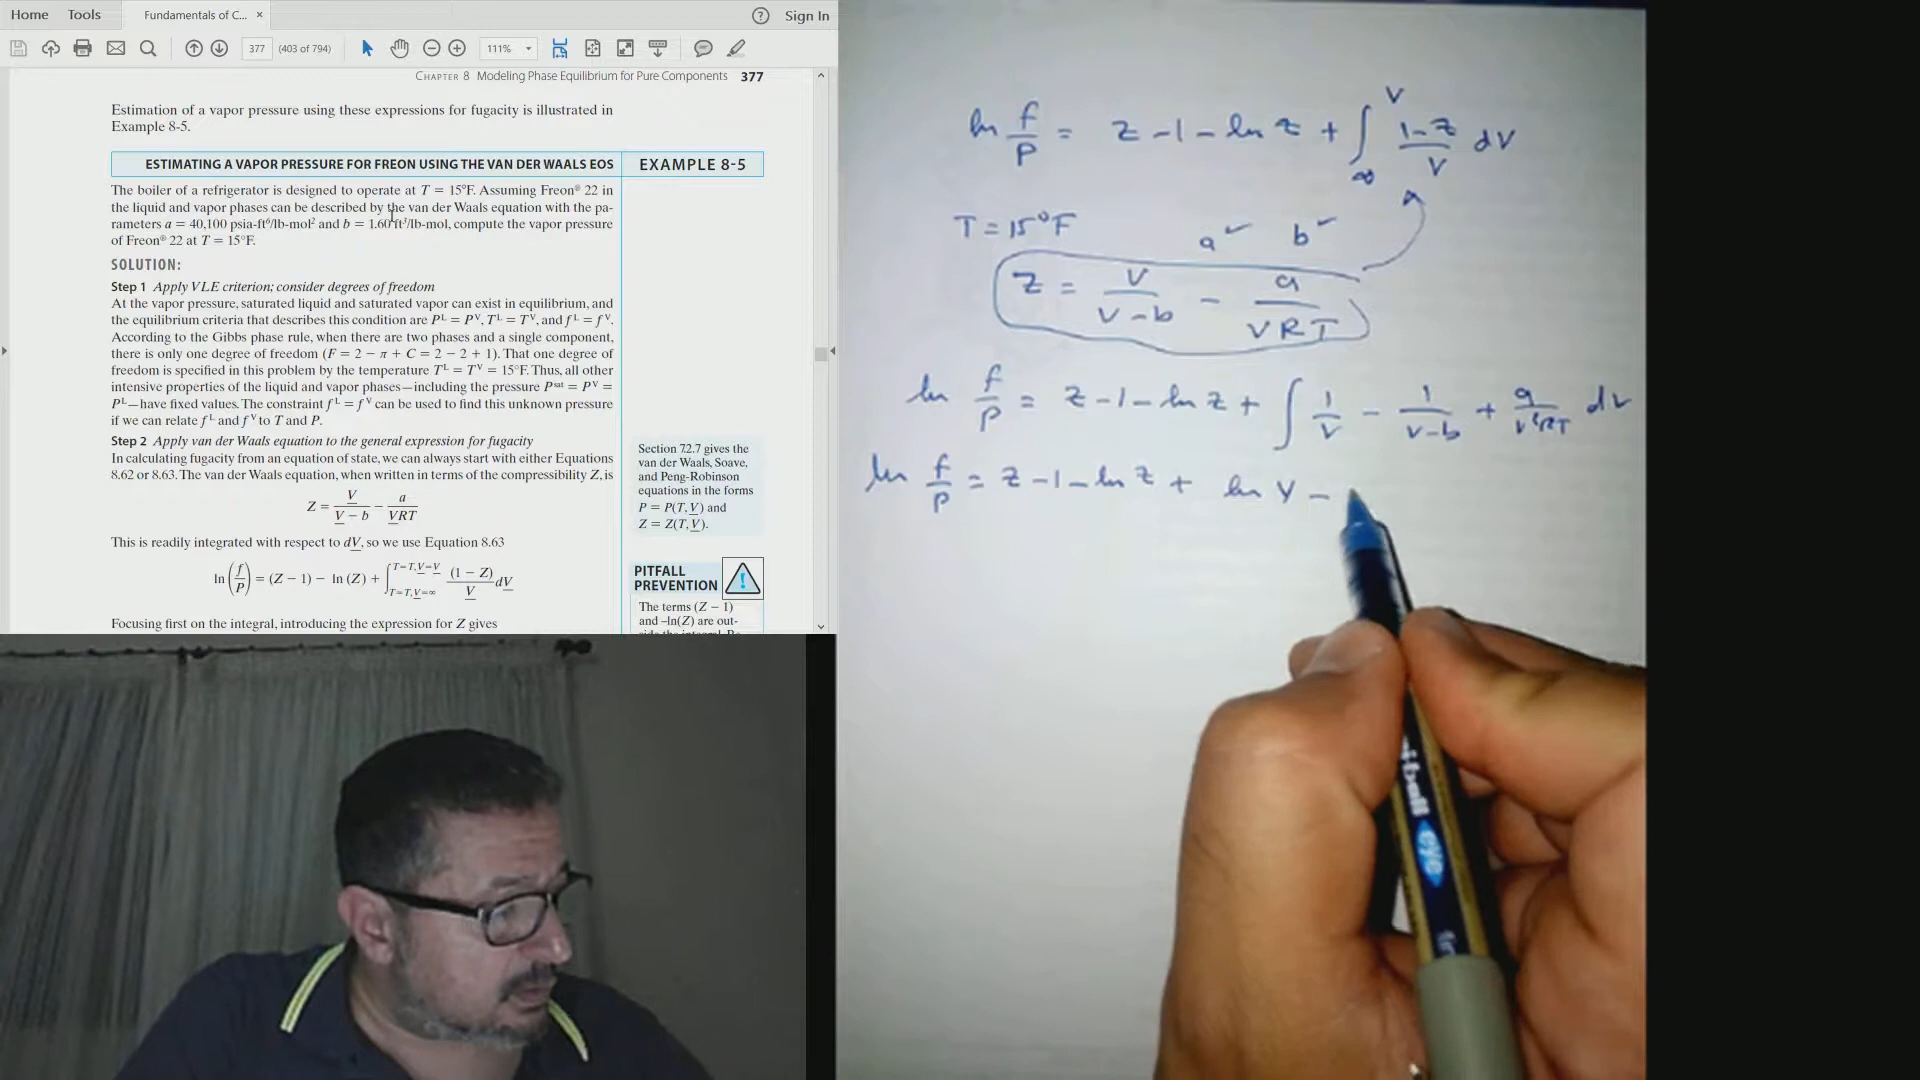 Home Tools Fundamentals of C... × Sign In
377 (403 of 794) 111%
CHAPTER 8 Modeling Phase Equilibrium for Pure Components 377
Estimation of a vapor pressure using these expressions for fugacity is illustrated in
Example 8-5.
ESTIMATING A VAPOR PRESSURE FOR FREON USING THE VAN DER WAALS EOS EXAMPLE 8-5
The boiler of a refrigerator is designed to operate at T = 15°F. Assuming Freon® 22 in
the liquid and vapor phases can be described by the van der Waals equation with the pa-
rameters a = 40,100 psia-ft⁶/lb-mol² and b = 1.60 ft³/lb-mol, compute the vapor pressure
of Freon® 22 at T = 15°F.
SOLUTION:
Step 1 Apply VLE criterion; consider degrees of freedom
At the vapor pressure, saturated liquid and saturated vapor can exist in equilibrium, and
the equilibrium criteria that describes this condition are Pᴸ = Pⱽ, Tᴸ = Tⱽ, and fᴸ = fⱽ.
According to the Gibbs phase rule, when there are two phases and a single component,
there is only one degree of freedom (F = 2 − π + C = 2 − 2 + 1). That one degree of
freedom is specified in this problem by the temperature Tᴸ = Tⱽ = 15°F. Thus, all other
intensive properties of the liquid and vapor phases—including the pressure Pˢᵃᵗ = Pⱽ =
Pᴸ—have fixed values. The constraint fᴸ = fⱽ can be used to find this unknown pressure
if we can relate fᴸ and fⱽ to T and P.
Step 2 Apply van der Waals equation to the general expression for fugacity
In calculating fugacity from an equation of state, we can always start with either Equations
8.62 or 8.63. The van der Waals equation, when written in terms of the compressibility Z, is
Z = V/(V − b) − a/(VRT)
This is readily integrated with respect to dV, so we use Equation 8.63
ln(f/P) = (Z − 1) − ln (Z) + ∫_{T=T,V=∞}^{T=T,V=V} (1 − Z)/V dV
Focusing first on the integral, introducing the expression for Z gives
Section 7.2.7 gives the
van der Waals, Soave,
and Peng-Robinson
equations in the forms
P = P(T, V) and
Z = Z(T, V).
PITFALL
PREVENTION
The terms (Z − 1)
and –ln(Z) are out-
ln f/P = Z − 1 − ln Z + ∫_∞^V (1−Z)/V dV
T = 15°F a ✓ b ✓
Z = V/(V−b) − a/(VRT)
ln f/P = Z − 1 − ln Z + ∫ 1/V − 1/(V−b) + a/(V²RT) dV
ln f/P = Z − 1 − ln Z + ln V −
eye